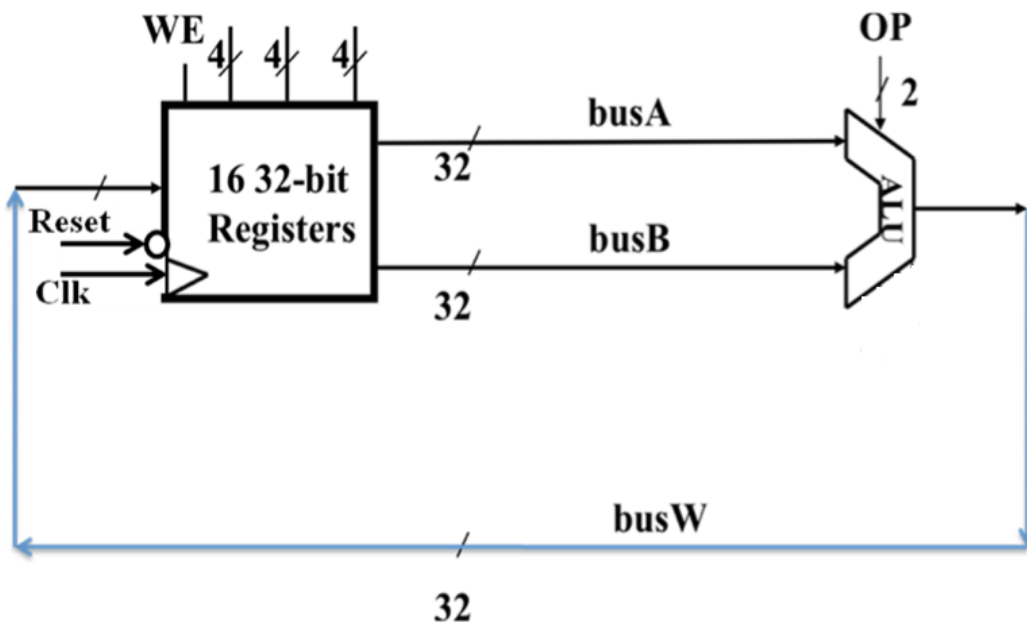 WE
4
4
4
OP
2
busA
32
16 32-bit
Registers
Reset
Clk
busB
32
ALU
busW
32